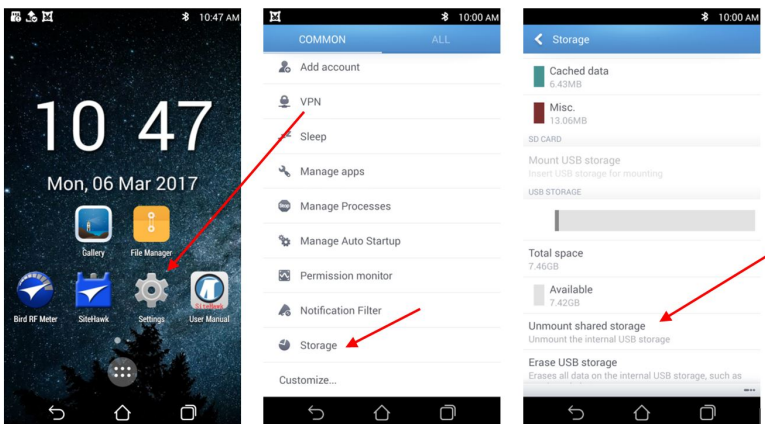 10:47 AM
10 47
Mon, 06 Mar 2017
Gallery
File Manager
Bird RF Meter
SiteHawk
Settings
User Manual
10:00 AM
COMMON
ALL
Add account
VPN
Sleep
Manage apps
Manage Processes
Manage Auto Startup
Permission monitor
Notification Filter
Storage
Customize...
10:00 AM
Storage
Cached data
6.43MB
Misc.
13.06MB
SD CARD
Mount USB storage
Insert USB storage for mounting
USB STORAGE
Total space
7.46GB
Available
7.42GB
Unmount shared storage
Unmount the internal USB storage
Erase USB storage
Erases all data on the internal USB storage, such as